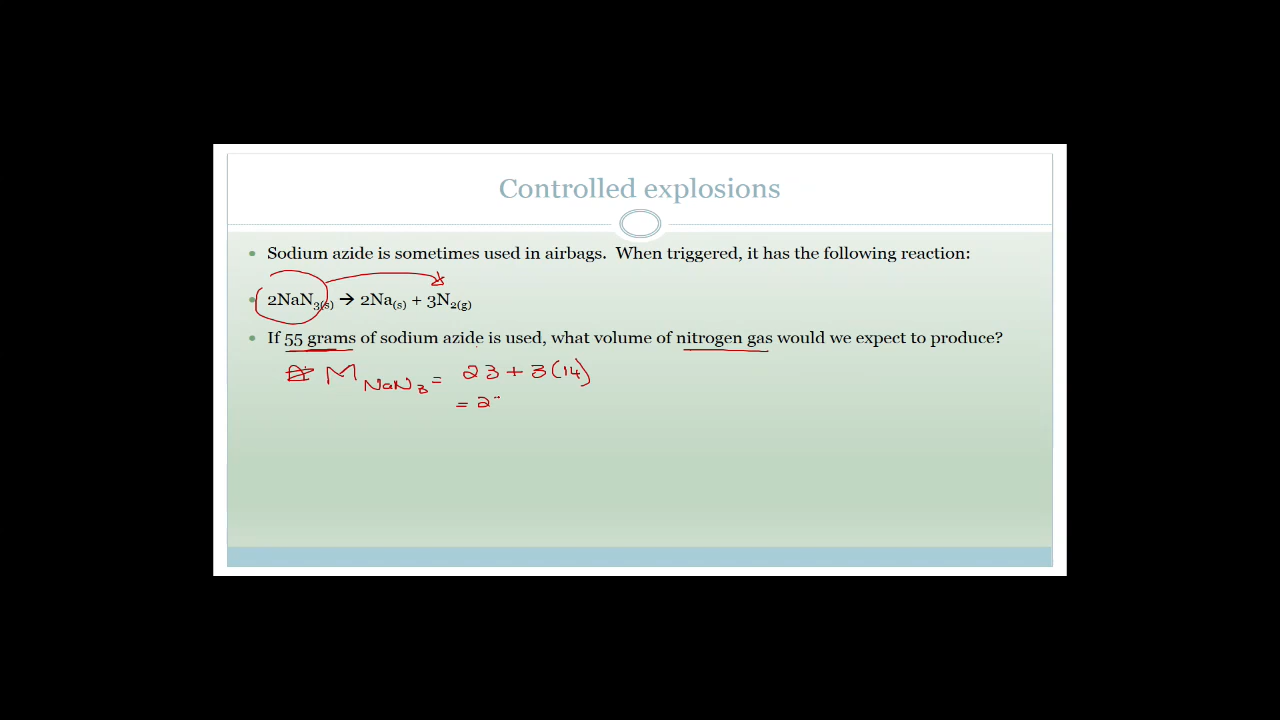 Controlled explosions
Sodium azide is sometimes used in airbags. When triggered, it has the following reaction:
2NaN₃(s) → 2Na(s) + 3N₂(g)
If 55 grams of sodium azide is used, what volume of nitrogen gas would we expect to produce?
M NaN₃ = 23 + 3(14)
= 2